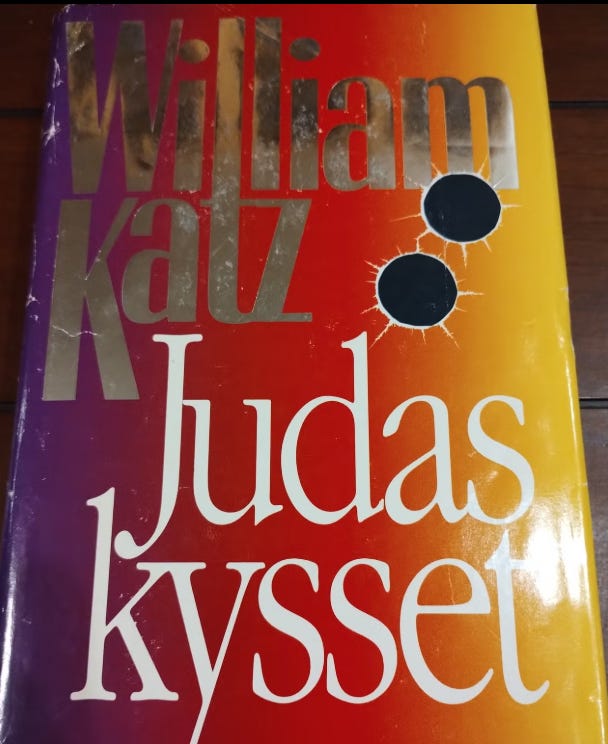 William
Katz
Judas
kysset